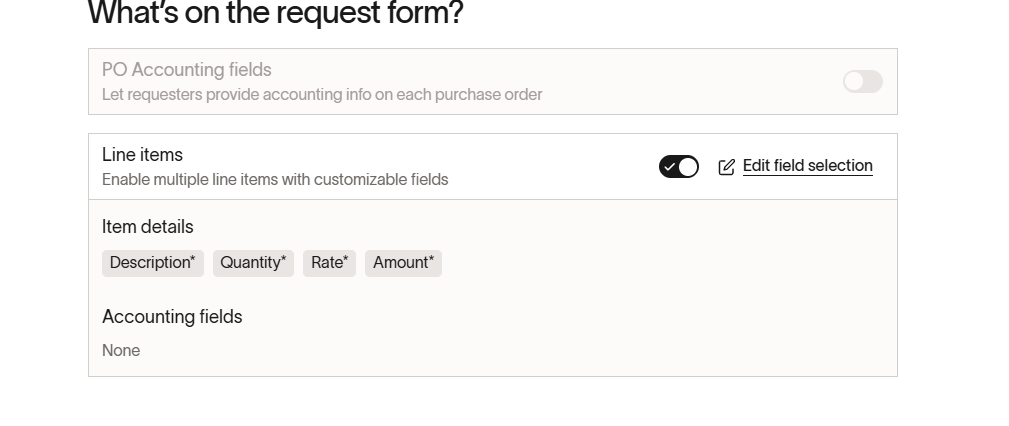 What's on the request form?
PO Accounting fields
Let requesters provide accounting info on each purchase order
Line items
Enable multiple line items with customizable fields
Edit field selection
Item details
Description* Quantity* Rate* Amount*
Accounting fields
None